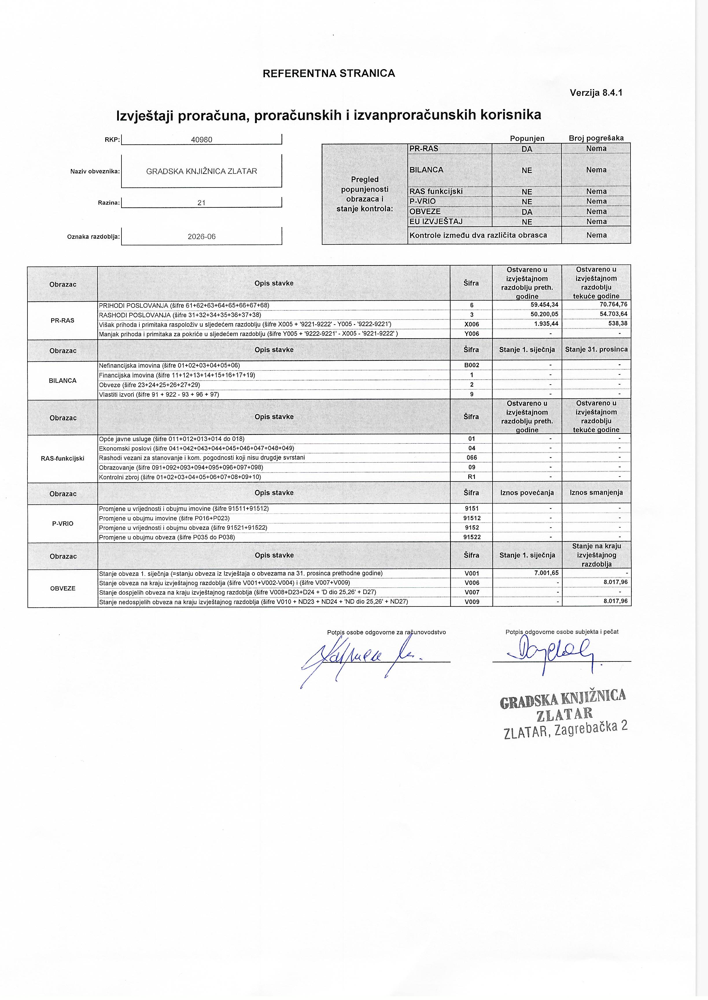 REFERENTNA STRANICA
Verzija 8.4.1
Izvještaji proračuna, proračunskih i izvanproračunskih korisnika
RKP: 40980
Naziv obveznika: GRADSKA KNJIŽNICA ZLATAR
Razina: 21
Oznaka razdoblja: 2026-06
Popunjen Broj pogrešaka
Pregled
popunjenosti
obrazaca i
stanje kontrola:
PR-RAS DA Nema
BILANCA NE Nema
RAS funkcijski NE Nema
P-VRIO NE Nema
OBVEZE DA Nema
EU IZVJEŠTAJ NE Nema
Kontrole između dva različita obrasca Nema
Obrazac Opis stavke Šifra Ostvareno u izvještajnom razdoblju preth. godine Ostvareno u izvještajnom razdoblju tekuće godine
PR-RAS
PRIHODI POSLOVANJA (šifre 61+62+63+64+65+66+67+68) 6 59.454,34 70.764,76
RASHODI POSLOVANJA (šifre 31+32+34+35+36+37+38) 3 50.200,05 54.703,64
Višak prihoda i primitaka raspoloživ u sljedećem razdoblju (šifre X005 + '9221-9222' - Y005 - '9222-9221') X006 1.935,44 538,38
Manjak prihoda i primitaka za pokriće u sljedećem razdoblju (šifre Y005 + '9222-9221' - X005 - '9221-9222' ) Y006 - -
Obrazac Opis stavke Šifra Stanje 1. siječnja Stanje 31. prosinca
BILANCA
Nefinancijska imovina (šifre 01+02+03+04+05+06) B002 - -
Financijska imovina (šifre 11+12+13+14+15+16+17+19) 1 - -
Obveze (šifre 23+24+25+26+27+29) 2 - -
Vlastiti izvori (šifre 91 + 922 - 93 + 96 + 97) 9 - -
Obrazac Opis stavke Šifra Ostvareno u izvještajnom razdoblju preth. godine Ostvareno u izvještajnom razdoblju tekuće godine
RAS-funkcijski
Opće javne usluge (šifre 011+012+013+014 do 018) 01 - -
Ekonomski poslovi (šifre 041+042+043+044+045+046+047+048+049) 04 - -
Rashodi vezani za stanovanje i kom. pogodnosti koji nisu drugdje svrstani 066 - -
Obrazovanje (šifre 091+092+093+094+095+096+097+098) 09 - -
Kontrolni zbroj (šifre 01+02+03+04+05+06+07+08+09+10) R1 - -
Obrazac Opis stavke Šifra Iznos povećanja Iznos smanjenja
P-VRIO
Promjene u vrijednosti i obujmu imovine (šifre 91511+91512) 9151 - -
Promjene u obujmu imovine (šifre P016+P023) 91512 - -
Promjene u vrijednosti i obujmu obveza (šifre 91521+91522) 9152 - -
Promjene u obujmu obveza (šifre P035 do P038) 91522 - -
Obrazac Opis stavke Šifra Stanje 1. siječnja Stanje na kraju izvještajnog razdoblja
OBVEZE
Stanje obveza 1. siječnja (=stanju obveza iz Izvještaja o obvezama na 31. prosinca prethodne godine) V001 7.001,65 -
Stanje obveza na kraju izvještajnog razdoblja (šifre V001+V002-V004) i (šifre V007+V009) V006 - 8.017,96
Stanje dospjelih obveza na kraju izvještajnog razdoblja (šifre V008+D23+D24 + 'D dio 25,26' + D27) V007 - -
Stanje nedospjelih obveza na kraju izvještajnog razdoblja (šifre V010 + ND23 + ND24 + 'ND dio 25,26' + ND27) V009 - 8.017,96
Potpis osobe odgovorne za računovodstvo
Potpis odgovorne osobe subjekta i pečat
GRADSKA KNJIŽNICA
ZLATAR
ZLATAR, Zagrebačka 2